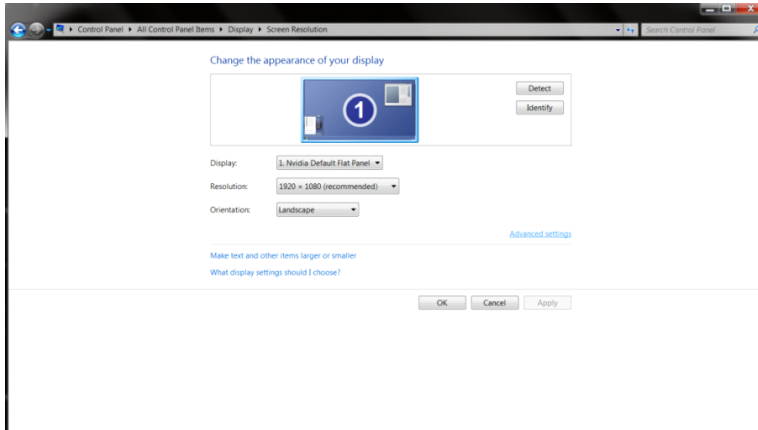 Control Panel ▸ All Control Panel Items ▸ Display ▸ Screen Resolution
Search Control Panel
Change the appearance of your display
1
Detect
Identify
Display: 1. Nvidia Default Flat Panel
Resolution: 1920 × 1080 (recommended)
Orientation: Landscape
Advanced settings
Make text and other items larger or smaller
What display settings should I choose?
OK Cancel Apply